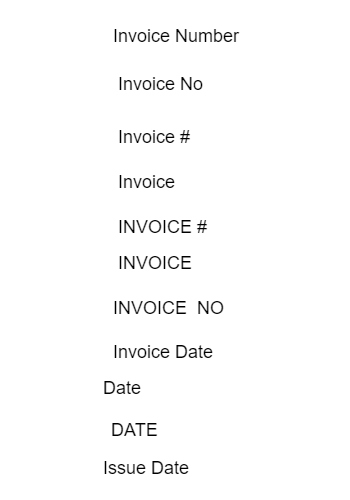 Invoice Number
Invoice No
Invoice #
Invoice
INVOICE #
INVOICE
INVOICE  NO
Invoice Date
Date
DATE
Issue Date